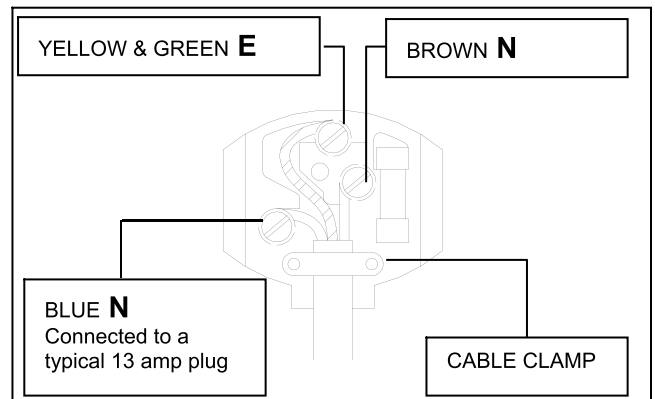 YELLOW & GREEN E
BROWN N
BLUE N
Connected to a
typical 13 amp plug
CABLE CLAMP